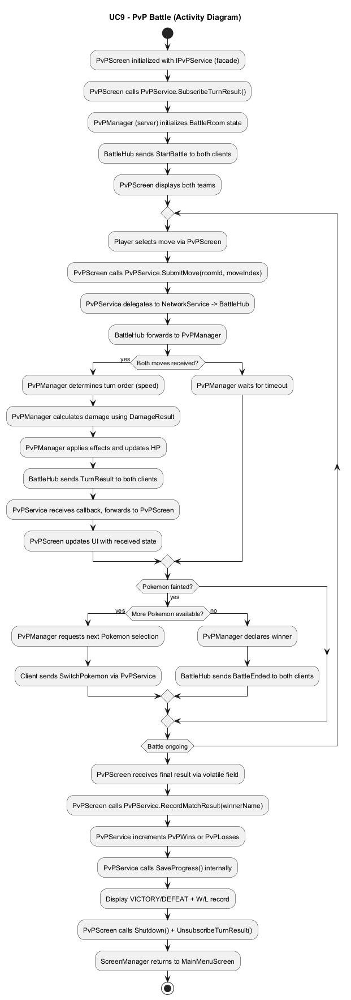 UC9 - PvP Battle (Activity Diagram)
PvPScreen initialized with IPvPService (facade)
PvPScreen calls PvPService.SubscribeTurnResult()
PvPManager (server) initializes BattleRoom state
BattleHub sends StartBattle to both clients
PvPScreen displays both teams
Player selects move via PvPScreen
PvPScreen calls PvPService.SubmitMove(roomId, moveIndex)
PvPService delegates to NetworkService -> BattleHub
BattleHub forwards to PvPManager
yes
Both moves received?
PvPManager determines turn order (speed)
PvPManager waits for timeout
PvPManager calculates damage using DamageResult
PvPManager applies effects and updates HP
BattleHub sends TurnResult to both clients
PvPService receives callback, forwards to PvPScreen
PvPScreen updates UI with received state
Pokemon fainted?
yes
yes
More Pokemon available?
no
PvPManager requests next Pokemon selection
PvPManager declares winner
Client sends SwitchPokemon via PvPService
BattleHub sends BattleEnded to both clients
Battle ongoing
PvPScreen receives final result via volatile field
PvPScreen calls PvPService.RecordMatchResult(winnerName)
PvPService increments PvPWins or PvPLosses
PvPService calls SaveProgress() internally
Display VICTORY/DEFEAT + W/L record
PvPScreen calls Shutdown() + UnsubscribeTurnResult()
ScreenManager returns to MainMenuScreen